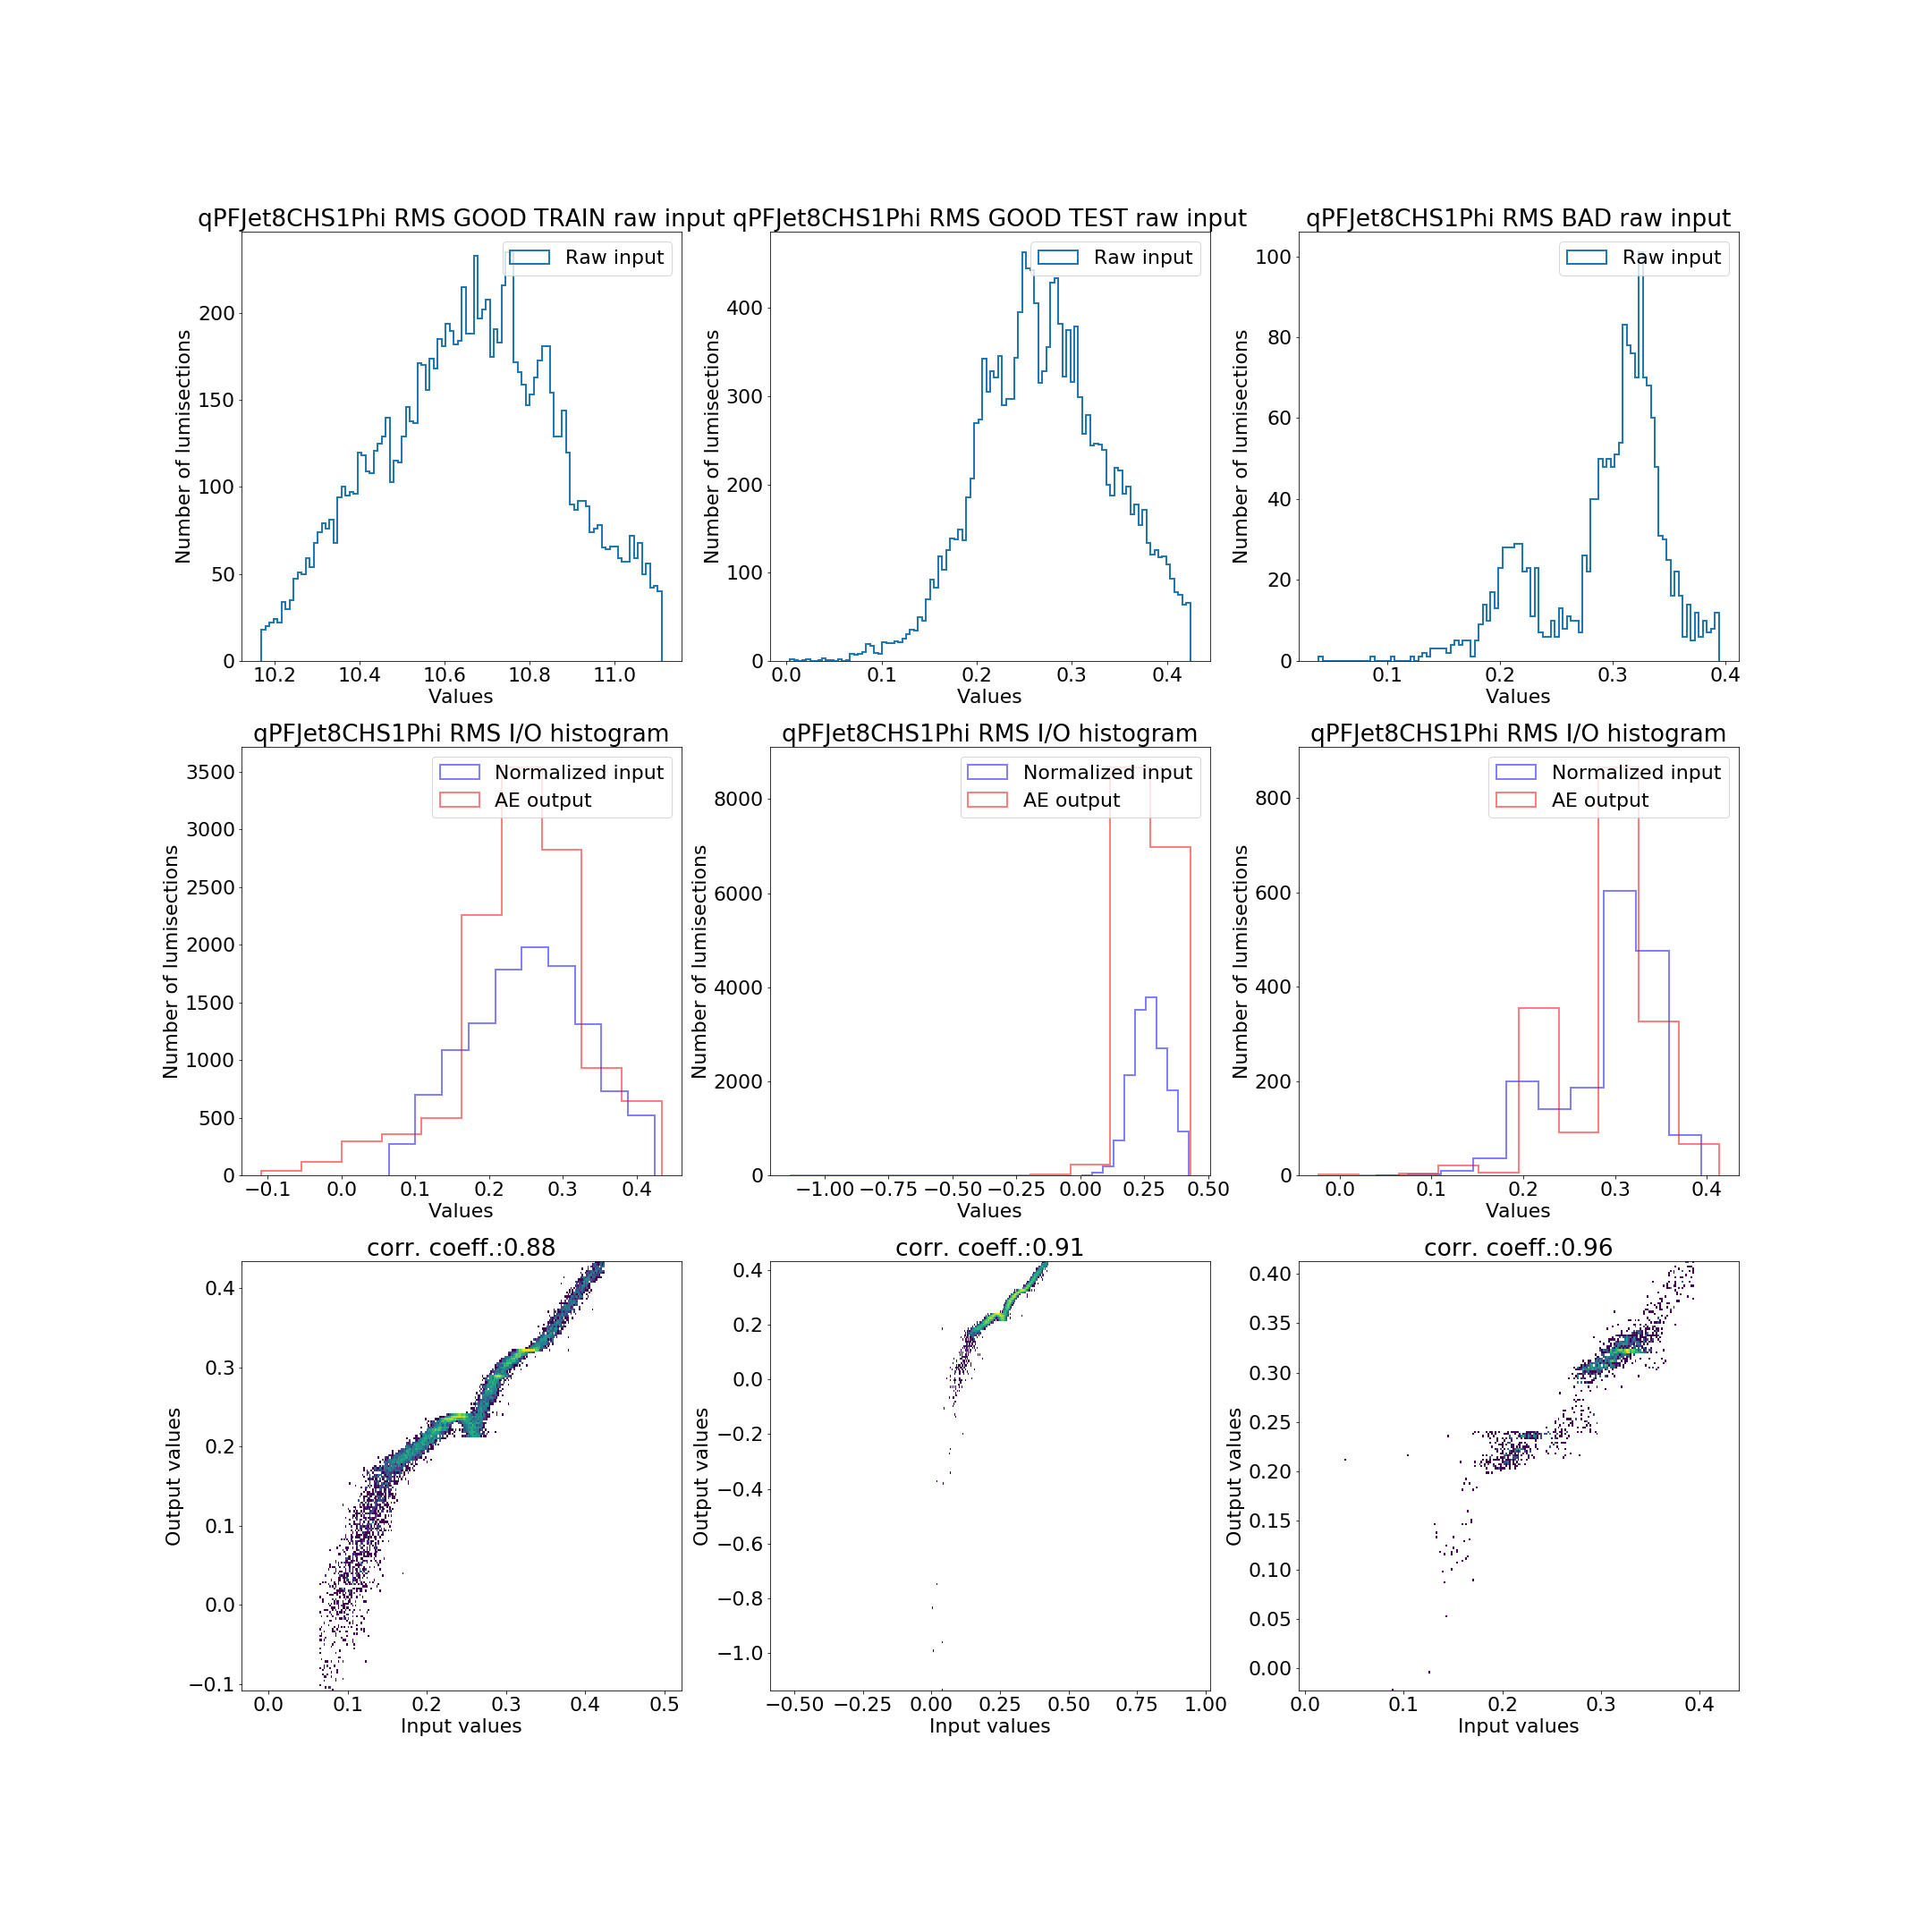 qPFJet8CHS1Phi RMS GOOD TRAIN raw input
Raw input
Number of lumisections
0
50
100
150
200
10.2
10.4
10.6
10.8
11.0
Values
qPFJet8CHS1Phi RMS GOOD TEST raw input
Raw input
Number of lumisections
0
100
200
300
400
0.0
0.1
0.2
0.3
0.4
Values
qPFJet8CHS1Phi RMS BAD raw input
Raw input
Number of lumisections
0
20
40
60
80
100
0.1
0.2
0.3
0.4
Values
qPFJet8CHS1Phi RMS I/O histogram
Normalized input
AE output
Number of lumisections
0
500
1000
1500
2000
2500
3000
3500
−0.1
0.0
0.1
0.2
0.3
0.4
Values
qPFJet8CHS1Phi RMS I/O histogram
Normalized input
AE output
Number of lumisections
0
2000
4000
6000
8000
−1.00
−0.75
−0.50
−0.25
0.00
0.25
0.50
Values
qPFJet8CHS1Phi RMS I/O histogram
Normalized input
AE output
Number of lumisections
0
200
400
600
800
0.0
0.1
0.2
0.3
0.4
Values
corr. coeff.:0.88
Output values
−0.1
0.0
0.1
0.2
0.3
0.4
0.0
0.1
0.2
0.3
0.4
0.5
Input values
corr. coeff.:0.91
Output values
−1.0
−0.8
−0.6
−0.4
−0.2
0.0
0.2
0.4
−0.50
−0.25
0.00
0.25
0.50
0.75
1.00
Input values
corr. coeff.:0.96
Output values
0.00
0.05
0.10
0.15
0.20
0.25
0.30
0.35
0.40
0.0
0.1
0.2
0.3
0.4
Input values